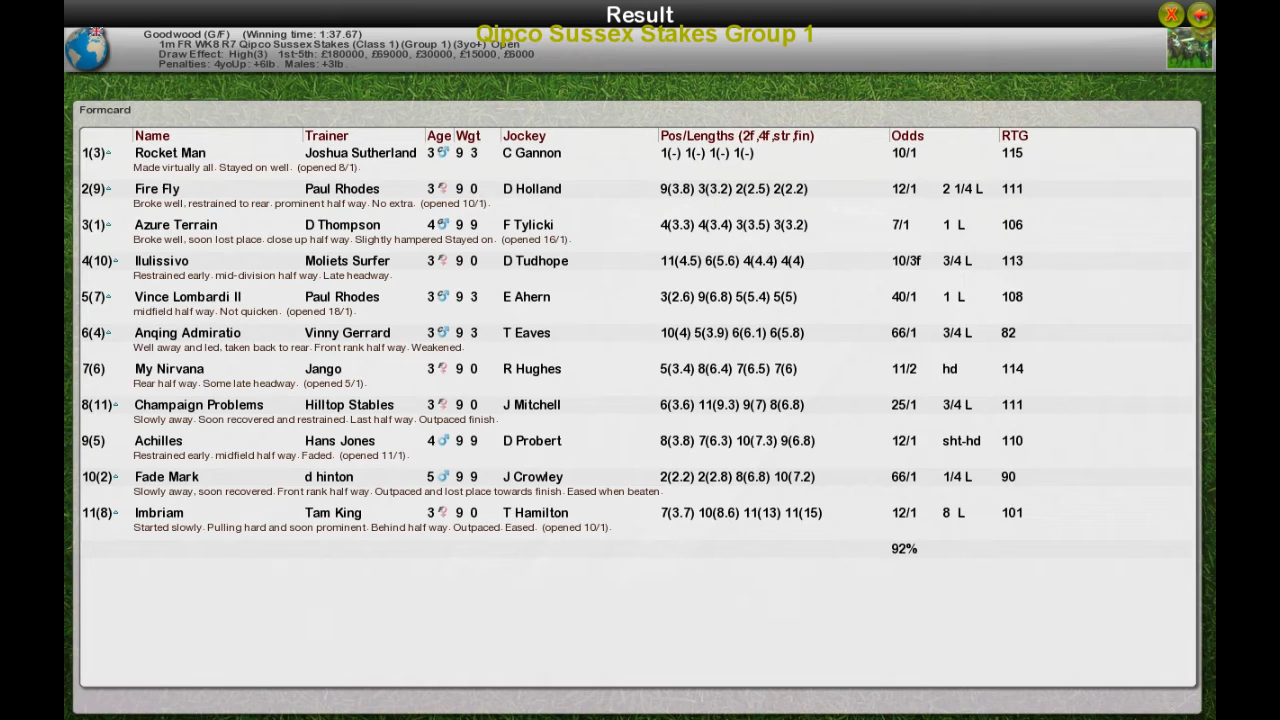 Result
Qipco Sussex Stakes Group 1
Goodwood (G/F) (Winning time: 1:37.67)
1m FR WK8 R7 Qipco Sussex Stakes (Class 1) (Group 1) (3yo+) Open
Draw Effect: High(3) 1st-5th: £180000, £69000, £30000, £15000, £6000
Penalties: 4yoUp: +6lb. Males: +3lb.
Formcard
Name Trainer Age Wgt Jockey Pos/Lengths (2f,4f,str,fin) Odds RTG
1(3) Rocket Man Joshua Sutherland 3 9 3 C Gannon 1(-) 1(-) 1(-) 1(-) 10/1 115
Made virtually all. Stayed on well. (opened 8/1).
2(9) Fire Fly Paul Rhodes 3 9 0 D Holland 9(3.8) 3(3.2) 2(2.5) 2(2.2) 12/1 2 1/4 L 111
Broke well, restrained to rear. prominent half way. No extra. (opened 10/1).
3(1) Azure Terrain D Thompson 4 9 9 F Tylicki 4(3.3) 4(3.4) 3(3.5) 3(3.2) 7/1 1 L 106
Broke well, soon lost place. close up half way. Slightly hampered Stayed on. (opened 16/1).
4(10) Ilulissivo Moliets Surfer 3 9 0 D Tudhope 11(4.5) 6(5.6) 4(4.4) 4(4) 10/3f 3/4 L 113
Restrained early. mid-division half way. Late headway.
5(7) Vince Lombardi II Paul Rhodes 3 9 3 E Ahern 3(2.6) 9(6.8) 5(5.4) 5(5) 40/1 1 L 108
midfield half way. Not quicken. (opened 18/1).
6(4) Anqing Admiratio Vinny Gerrard 3 9 3 T Eaves 10(4) 5(3.9) 6(6.1) 6(5.8) 66/1 3/4 L 82
Well away and led, taken back to rear. Front rank half way. Weakened.
7(6) My Nirvana Jango 3 9 0 R Hughes 5(3.4) 8(6.4) 7(6.5) 7(6) 11/2 hd 114
Rear half way. Some late headway. (opened 5/1).
8(11) Champaign Problems Hilltop Stables 3 9 0 J Mitchell 6(3.6) 11(9.3) 9(7) 8(6.8) 25/1 3/4 L 111
Slowly away. Soon recovered and restrained. Last half way. Outpaced finish.
9(5) Achilles Hans Jones 4 9 9 D Probert 8(3.8) 7(6.3) 10(7.3) 9(6.8) 12/1 sht-hd 110
Restrained early. midfield half way. Faded. (opened 11/1).
10(2) Fade Mark d hinton 5 9 9 J Crowley 2(2.2) 2(2.8) 8(6.8) 10(7.2) 66/1 1/4 L 90
Slowly away, soon recovered. Front rank half way. Outpaced and lost place towards finish. Eased when beaten.
11(8) Imbriam Tam King 3 9 0 T Hamilton 7(3.7) 10(8.6) 11(13) 11(15) 12/1 8 L 101
Started slowly. Pulling hard and soon prominent. Behind half way. Outpaced. Eased. (opened 10/1).
92%